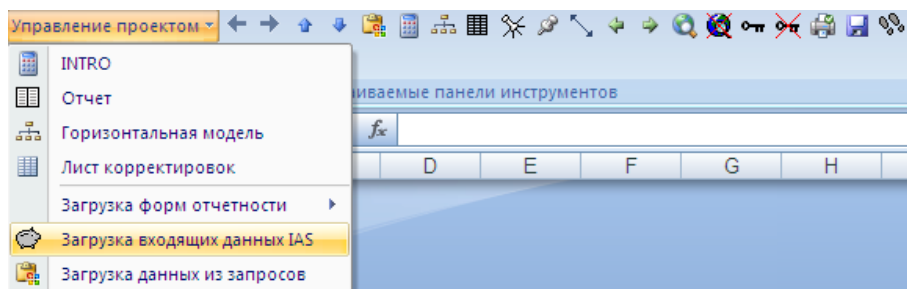 Управление проектом
INTRO
Отчет
иваемые панели инструментов
Горизонтальная модель
fx
Лист корректировок
D E F G H
Загрузка форм отчетности
Загрузка входящих данных IAS
Загрузка данных из запросов